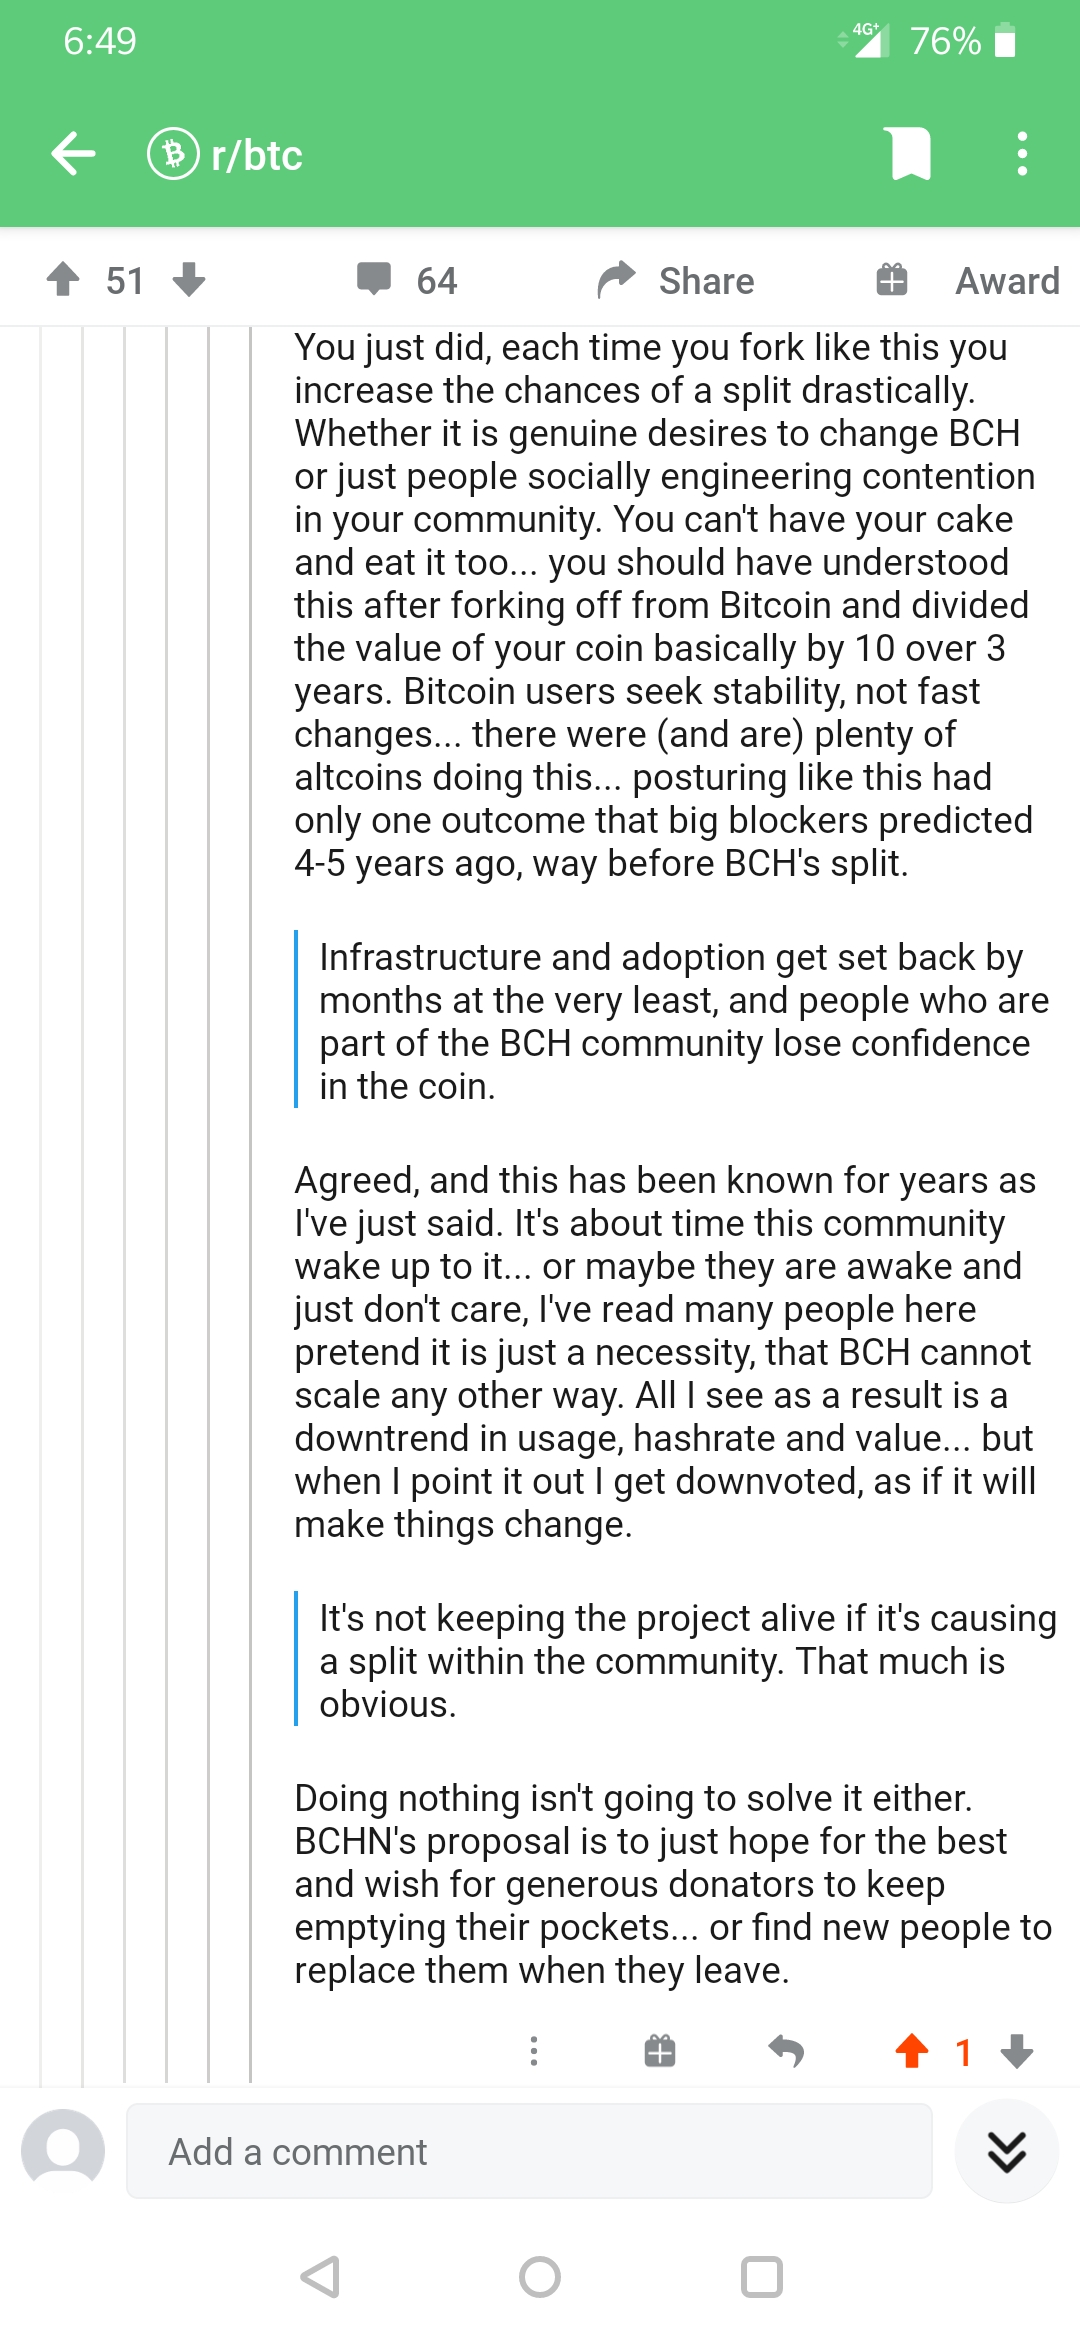 6:49
4G+ 76%
r/btc
51 64 Share Award
You just did, each time you fork like this you
increase the chances of a split drastically.
Whether it is genuine desires to change BCH
or just people socially engineering contention
in your community. You can't have your cake
and eat it too... you should have understood
this after forking off from Bitcoin and divided
the value of your coin basically by 10 over 3
years. Bitcoin users seek stability, not fast
changes... there were (and are) plenty of
altcoins doing this... posturing like this had
only one outcome that big blockers predicted
4-5 years ago, way before BCH's split.
Infrastructure and adoption get set back by
months at the very least, and people who are
part of the BCH community lose confidence
in the coin.
Agreed, and this has been known for years as
I've just said. It's about time this community
wake up to it... or maybe they are awake and
just don't care, I've read many people here
pretend it is just a necessity, that BCH cannot
scale any other way. All I see as a result is a
downtrend in usage, hashrate and value... but
when I point it out I get downvoted, as if it will
make things change.
It's not keeping the project alive if it's causing
a split within the community. That much is
obvious.
Doing nothing isn't going to solve it either.
BCHN's proposal is to just hope for the best
and wish for generous donators to keep
emptying their pockets... or find new people to
replace them when they leave.
1
Add a comment